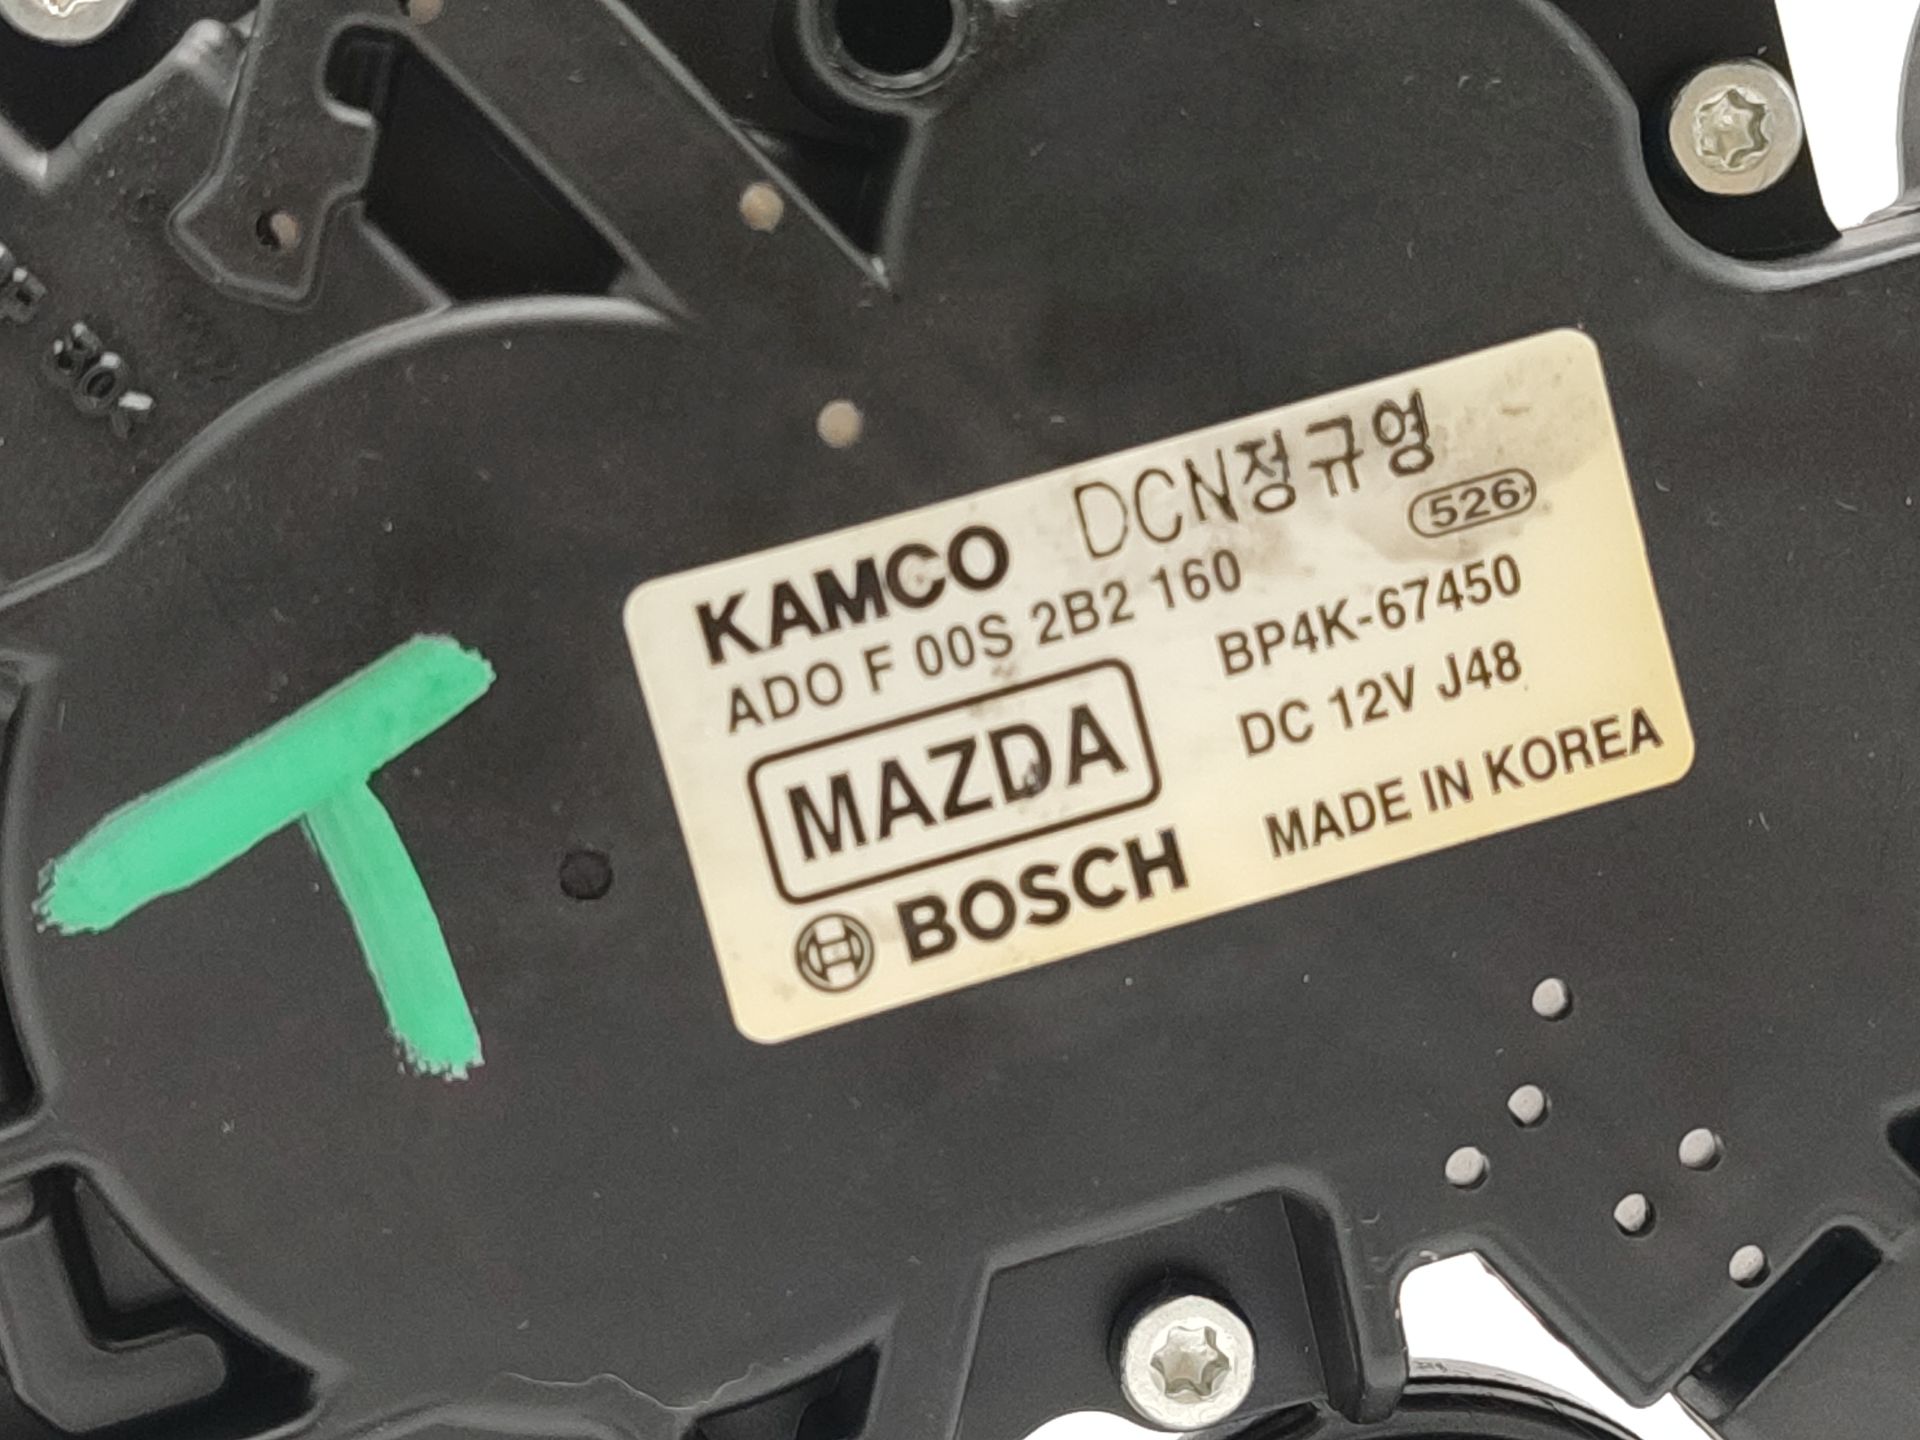 30<
KAMCO DCN정규영
526
ADO F 00S 2B2 160
BP4K-67450
MAZDA
DC 12V J48
BOSCH
MADE IN KOREA
T